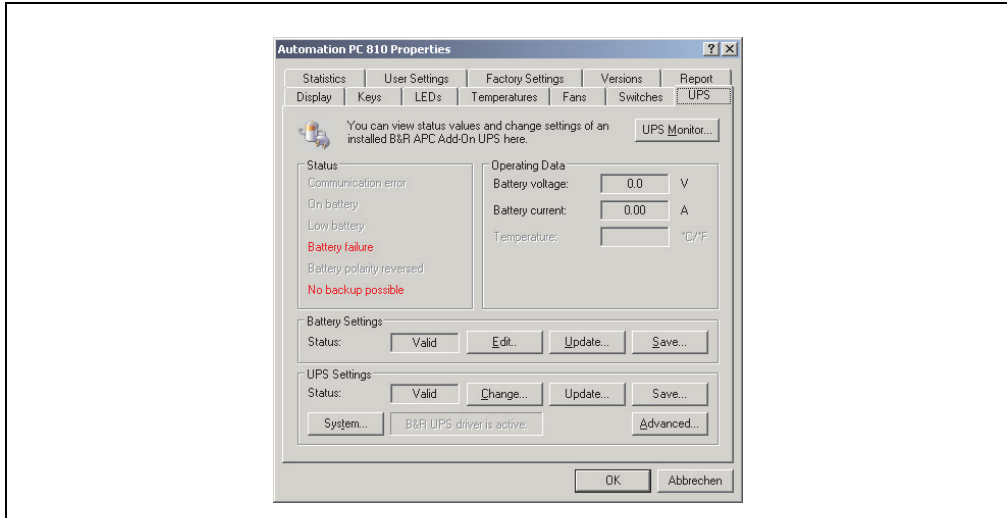 Automation PC 810 Properties
Statistics User Settings Factory Settings Versions Report
Display Keys LEDs Temperatures Fans Switches UPS
You can view status values and change settings of an
installed B&R APC Add-On UPS here.
UPS Monitor...
Status
Communication error
On battery
Low battery
Battery failure
Battery polarity reversed
No backup possible
Operating Data
Battery voltage: 0.0 V
Battery current: 0.00 A
Temperature: °C/°F
Battery Settings
Status: Valid Edit.. Update... Save...
UPS Settings
Status: Valid Change... Update... Save...
System... B&R UPS driver is active. Advanced...
OK Abbrechen